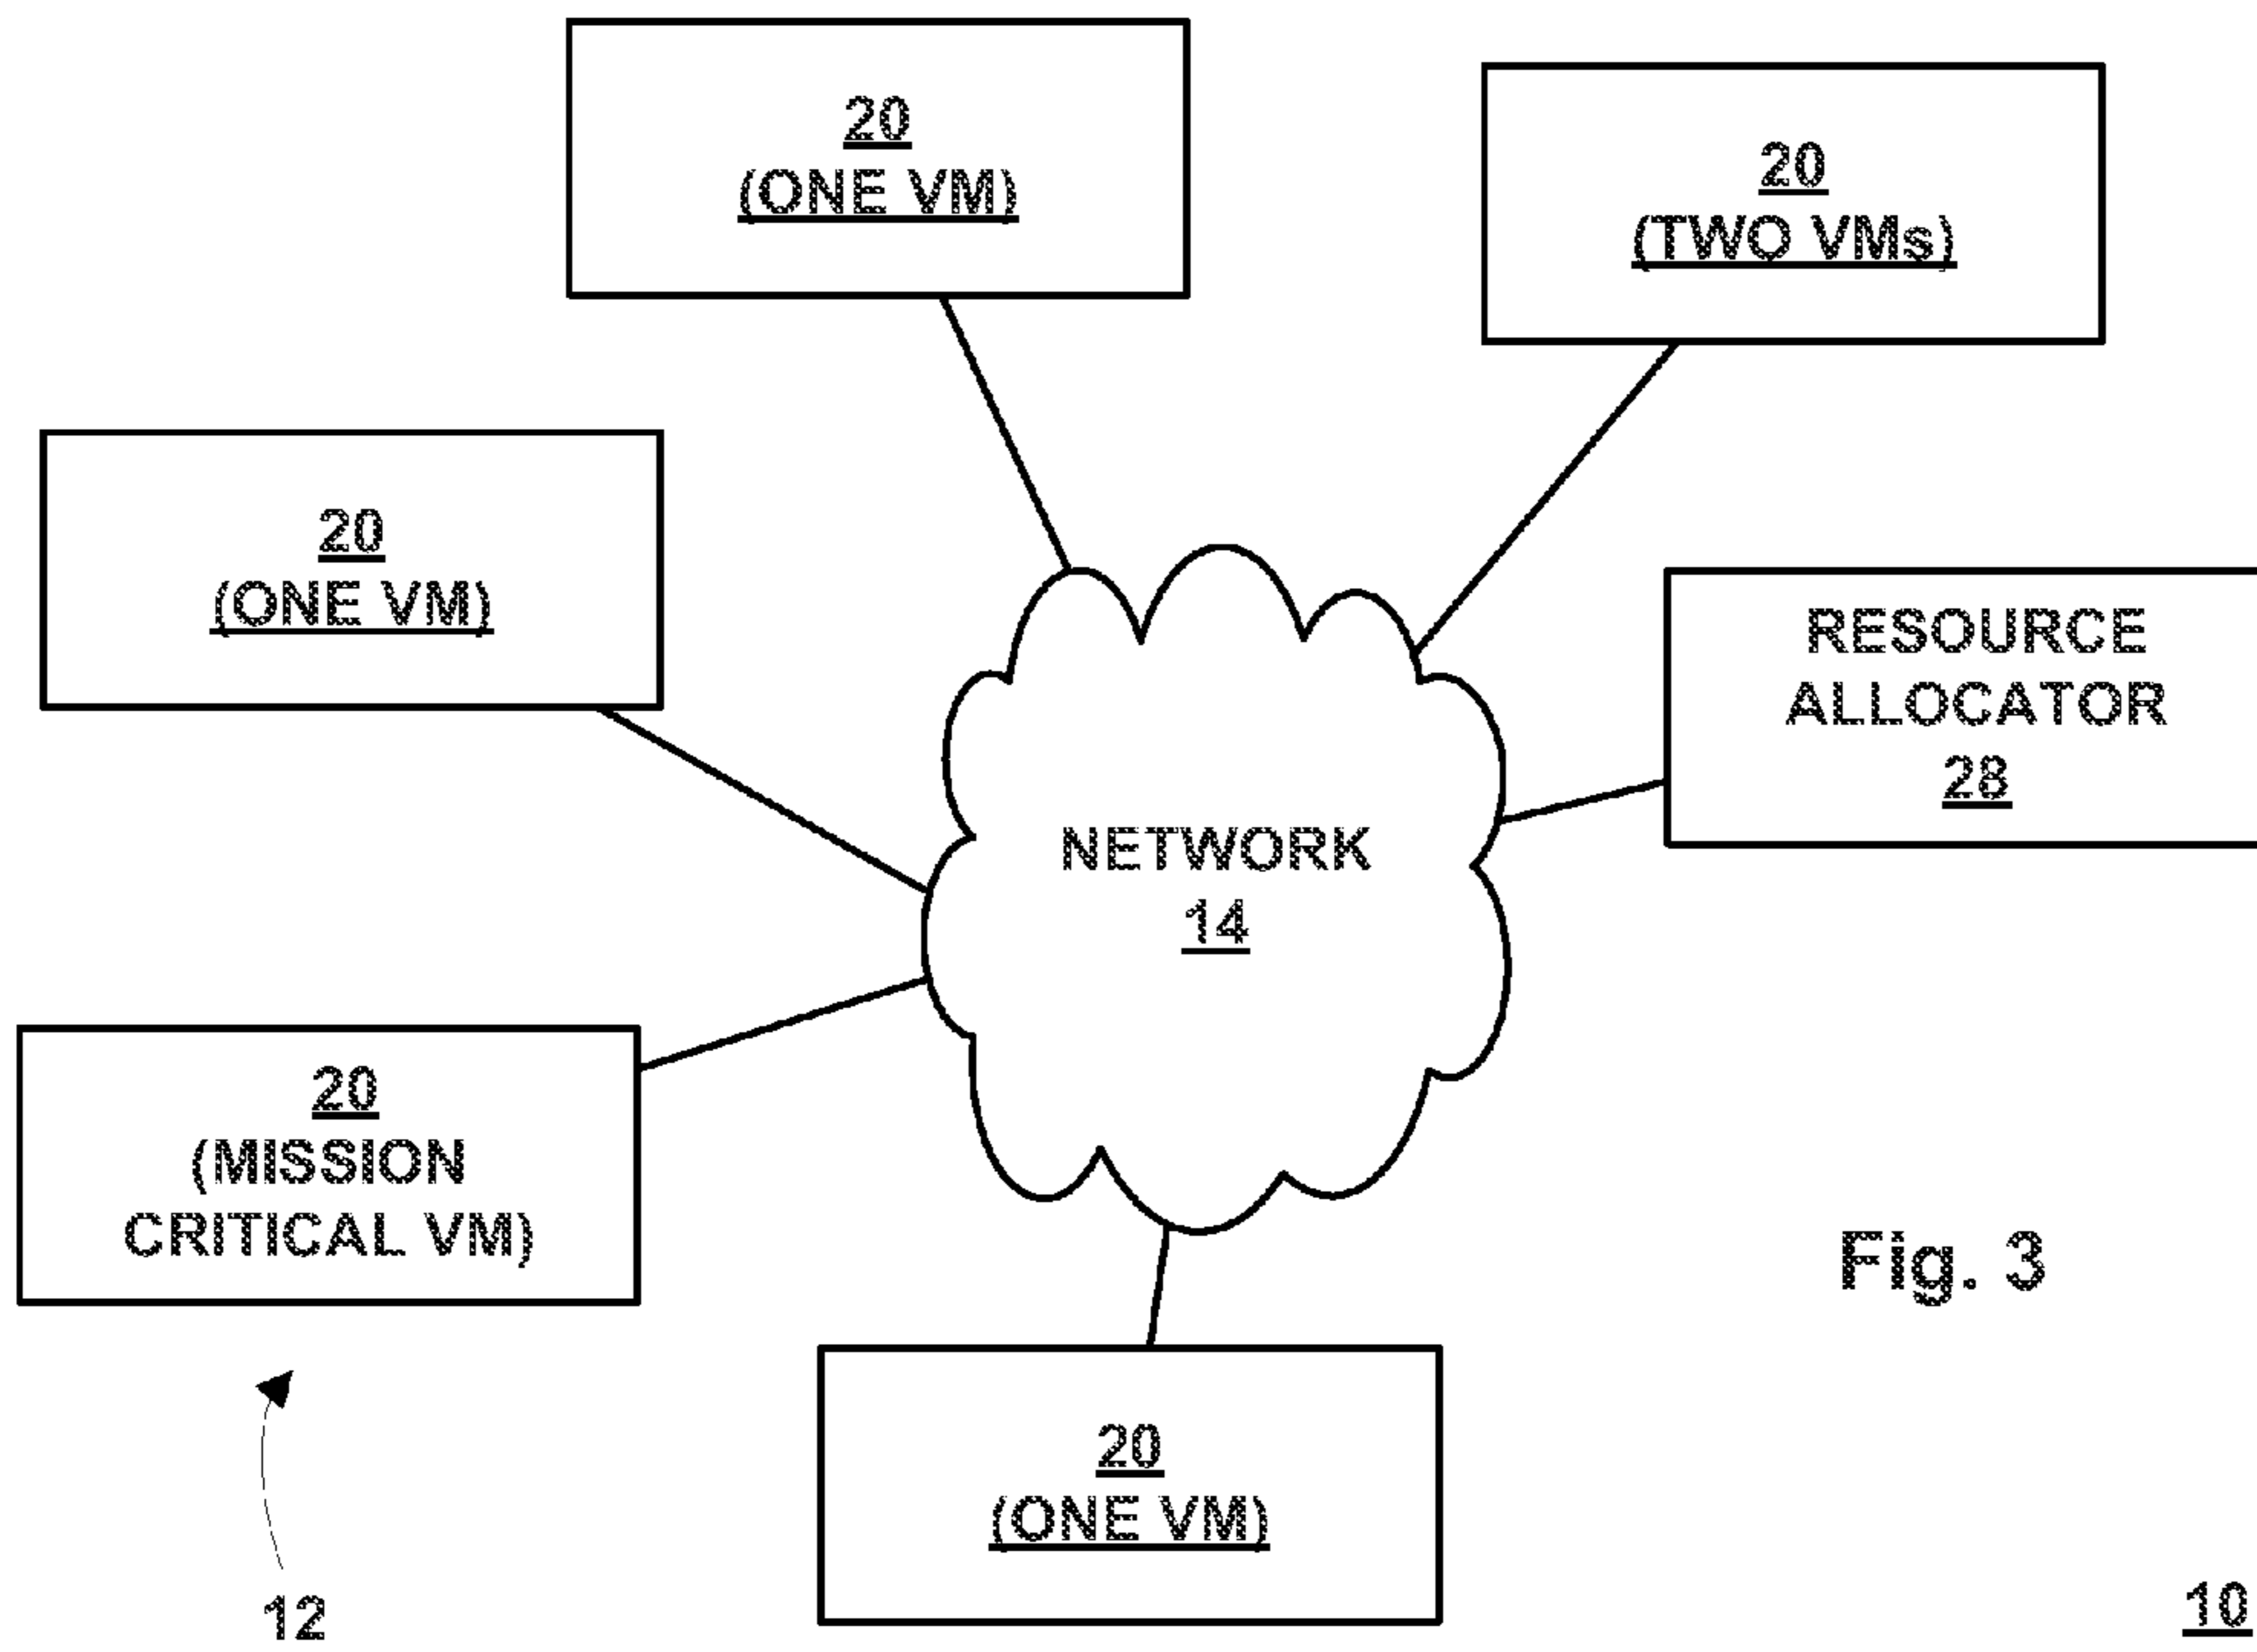 20
(ONE VM)
20
(TWO VMs)
20
(ONE VM)
RESOURCE
ALLOCATOR
28
NETWORK
14
20
(MISSION
CRITICAL VM)
Fig. 3
20
(ONE VM)
12
10